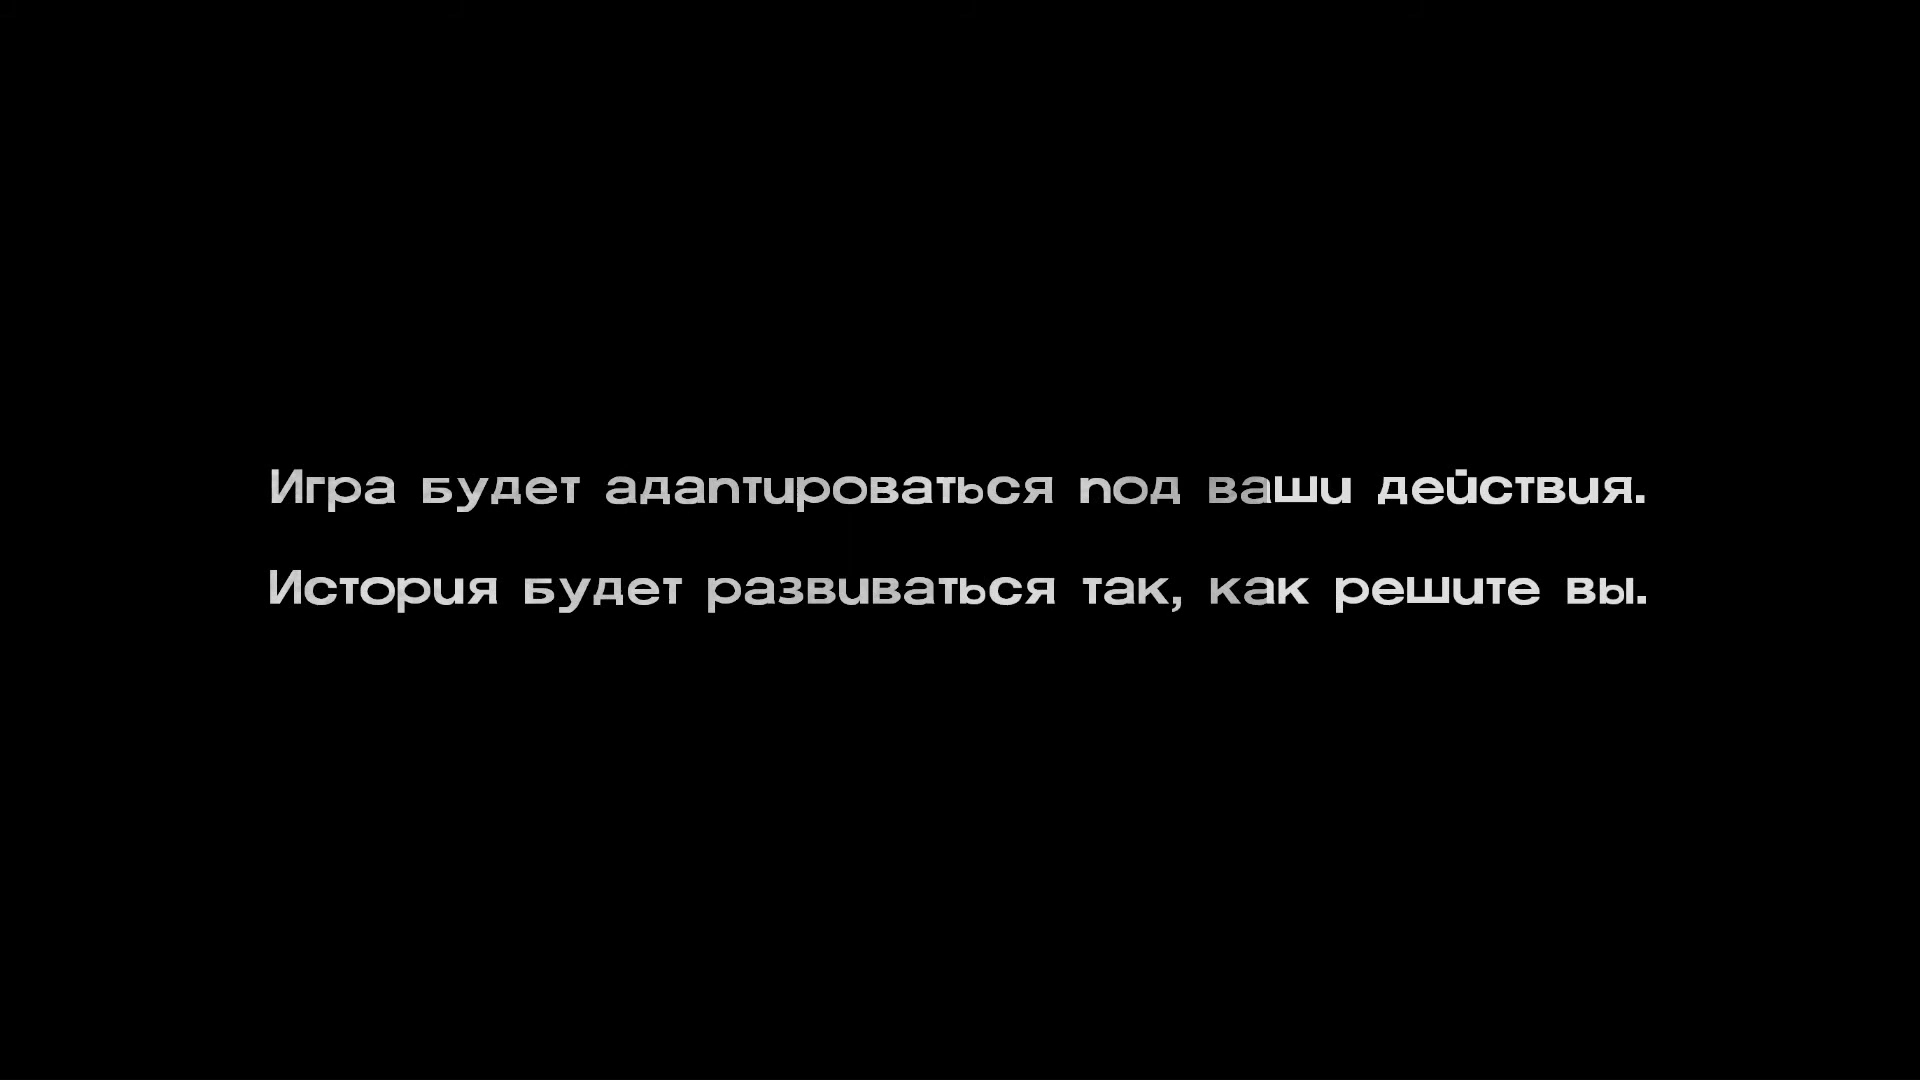 Игра будет адаптироваться под ваши действия.
История будет развиваться так, как решите вы.